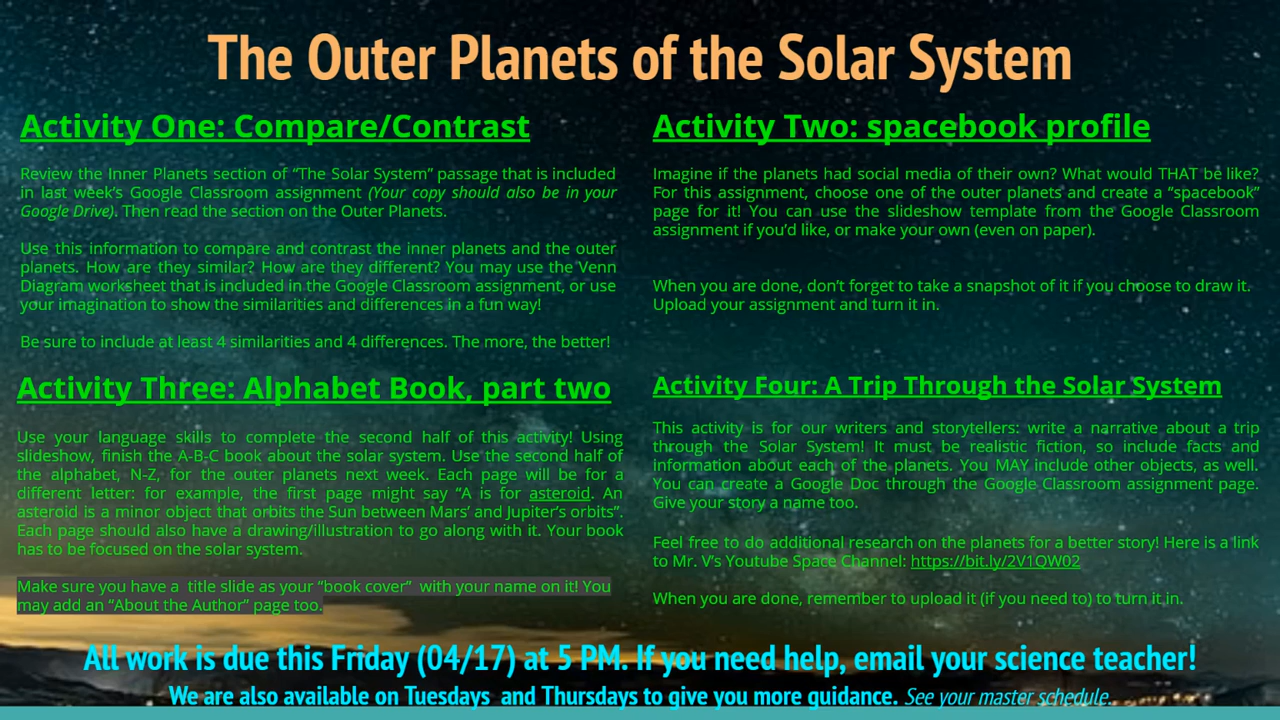 The Outer Planets of the Solar System
Activity One: Compare/Contrast
Review the Inner Planets section of “The Solar System” passage that is included
in last week’s Google Classroom assignment (Your copy should also be in your
Google Drive). Then read the section on the Outer Planets.
Use this information to compare and contrast the inner planets and the outer
planets. How are they similar? How are they different? You may use the Venn
Diagram worksheet that is included in the Google Classroom assignment, or use
your imagination to show the similarities and differences in a fun way!
Be sure to include at least 4 similarities and 4 differences. The more, the better!
Activity Two: spacebook profile
Imagine if the planets had social media of their own? What would THAT be like?
For this assignment, choose one of the outer planets and create a “spacebook”
page for it! You can use the slideshow template from the Google Classroom
assignment if you’d like, or make your own (even on paper).
When you are done, don’t forget to take a snapshot of it if you choose to draw it.
Upload your assignment and turn it in.
Activity Three: Alphabet Book, part two
Use your language skills to complete the second half of this activity! Using
slideshow, finish the A-B-C book about the solar system. Use the second half of
the alphabet, N-Z, for the outer planets next week. Each page will be for a
different letter: for example, the first page might say “A is for asteroid. An
asteroid is a minor object that orbits the Sun between Mars’ and Jupiter’s orbits”.
Each page should also have a drawing/illustration to go along with it. Your book
has to be focused on the solar system.
Make sure you have a title slide as your “book cover” with your name on it! You
may add an “About the Author” page too.
Activity Four: A Trip Through the Solar System
This activity is for our writers and storytellers: write a narrative about a trip
through the Solar System! It must be realistic fiction, so include facts and
information about each of the planets. You MAY include other objects, as well.
You can create a Google Doc through the Google Classroom assignment page.
Give your story a name too.
Feel free to do additional research on the planets for a better story! Here is a link
to Mr. V’s Youtube Space Channel: https://bit.ly/2V1QW02
When you are done, remember to upload it (if you need to) to turn it in.
All work is due this Friday (04/17) at 5 PM. If you need help, email your science teacher!
We are also available on Tuesdays and Thursdays to give you more guidance. See your master schedule.